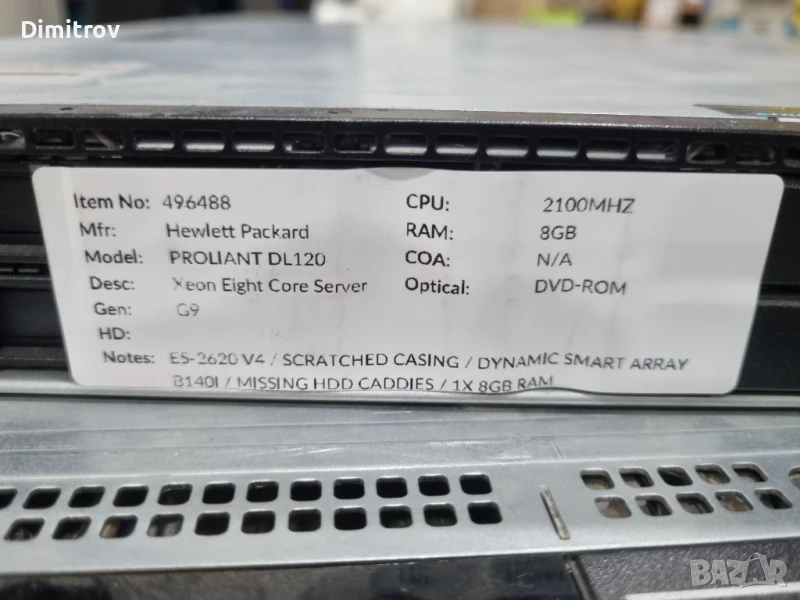 Dimitrov
Item No: 496488 CPU: 2100MHZ
Mfr: Hewlett Packard RAM: 8GB
Model: PROLIANT DL120 COA: N/A
Desc: Xeon Eight Core Server Optical: DVD-ROM
Gen: G9
HD:
Notes: E5-2620 V4 / SCRATCHED CASING / DYNAMIC SMART ARRAY
B140I / MISSING HDD CADDIES / 1X 8GB RAM
BAZAR